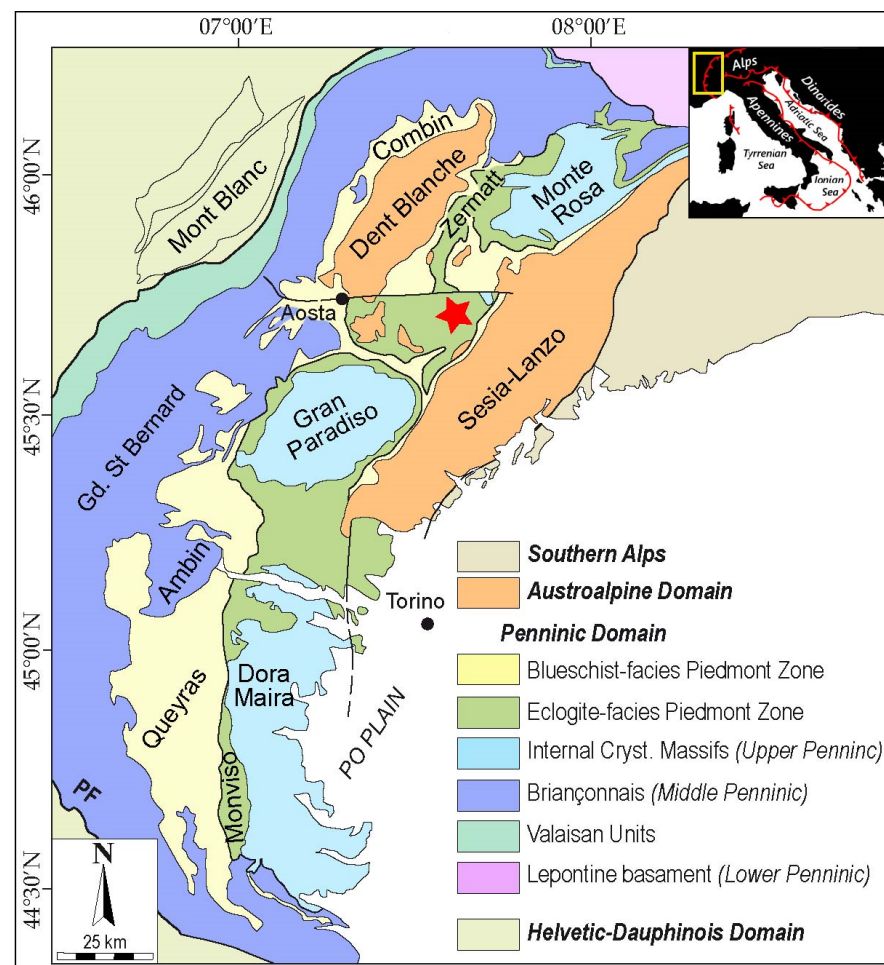 07°00'E
08°00'E
46°00'N
45°30'N
45°00'N
44°30'N
Alps
Dinorides
Apennines
Adriatic Sea
Tyrrenian
Sea
Ionian
Sea
Mont Blanc
Combin
Dent Blanche
Zermatt
Monte
Rosa
Aosta
Sesia-Lanzo
Gran
Paradiso
Gd. St Bernard
Ambin
Torino
Dora
Maira
Queyras
Monviso
PO PLAIN
PF
N
25 km
Southern Alps
Austroalpine Domain
Penninic Domain
Blueschist-facies Piedmont Zone
Eclogite-facies Piedmont Zone
Internal Cryst. Massifs (Upper Penninc)
Briançonnais (Middle Penninic)
Valaisan Units
Lepontine basament (Lower Penninic)
Helvetic-Dauphinois Domain